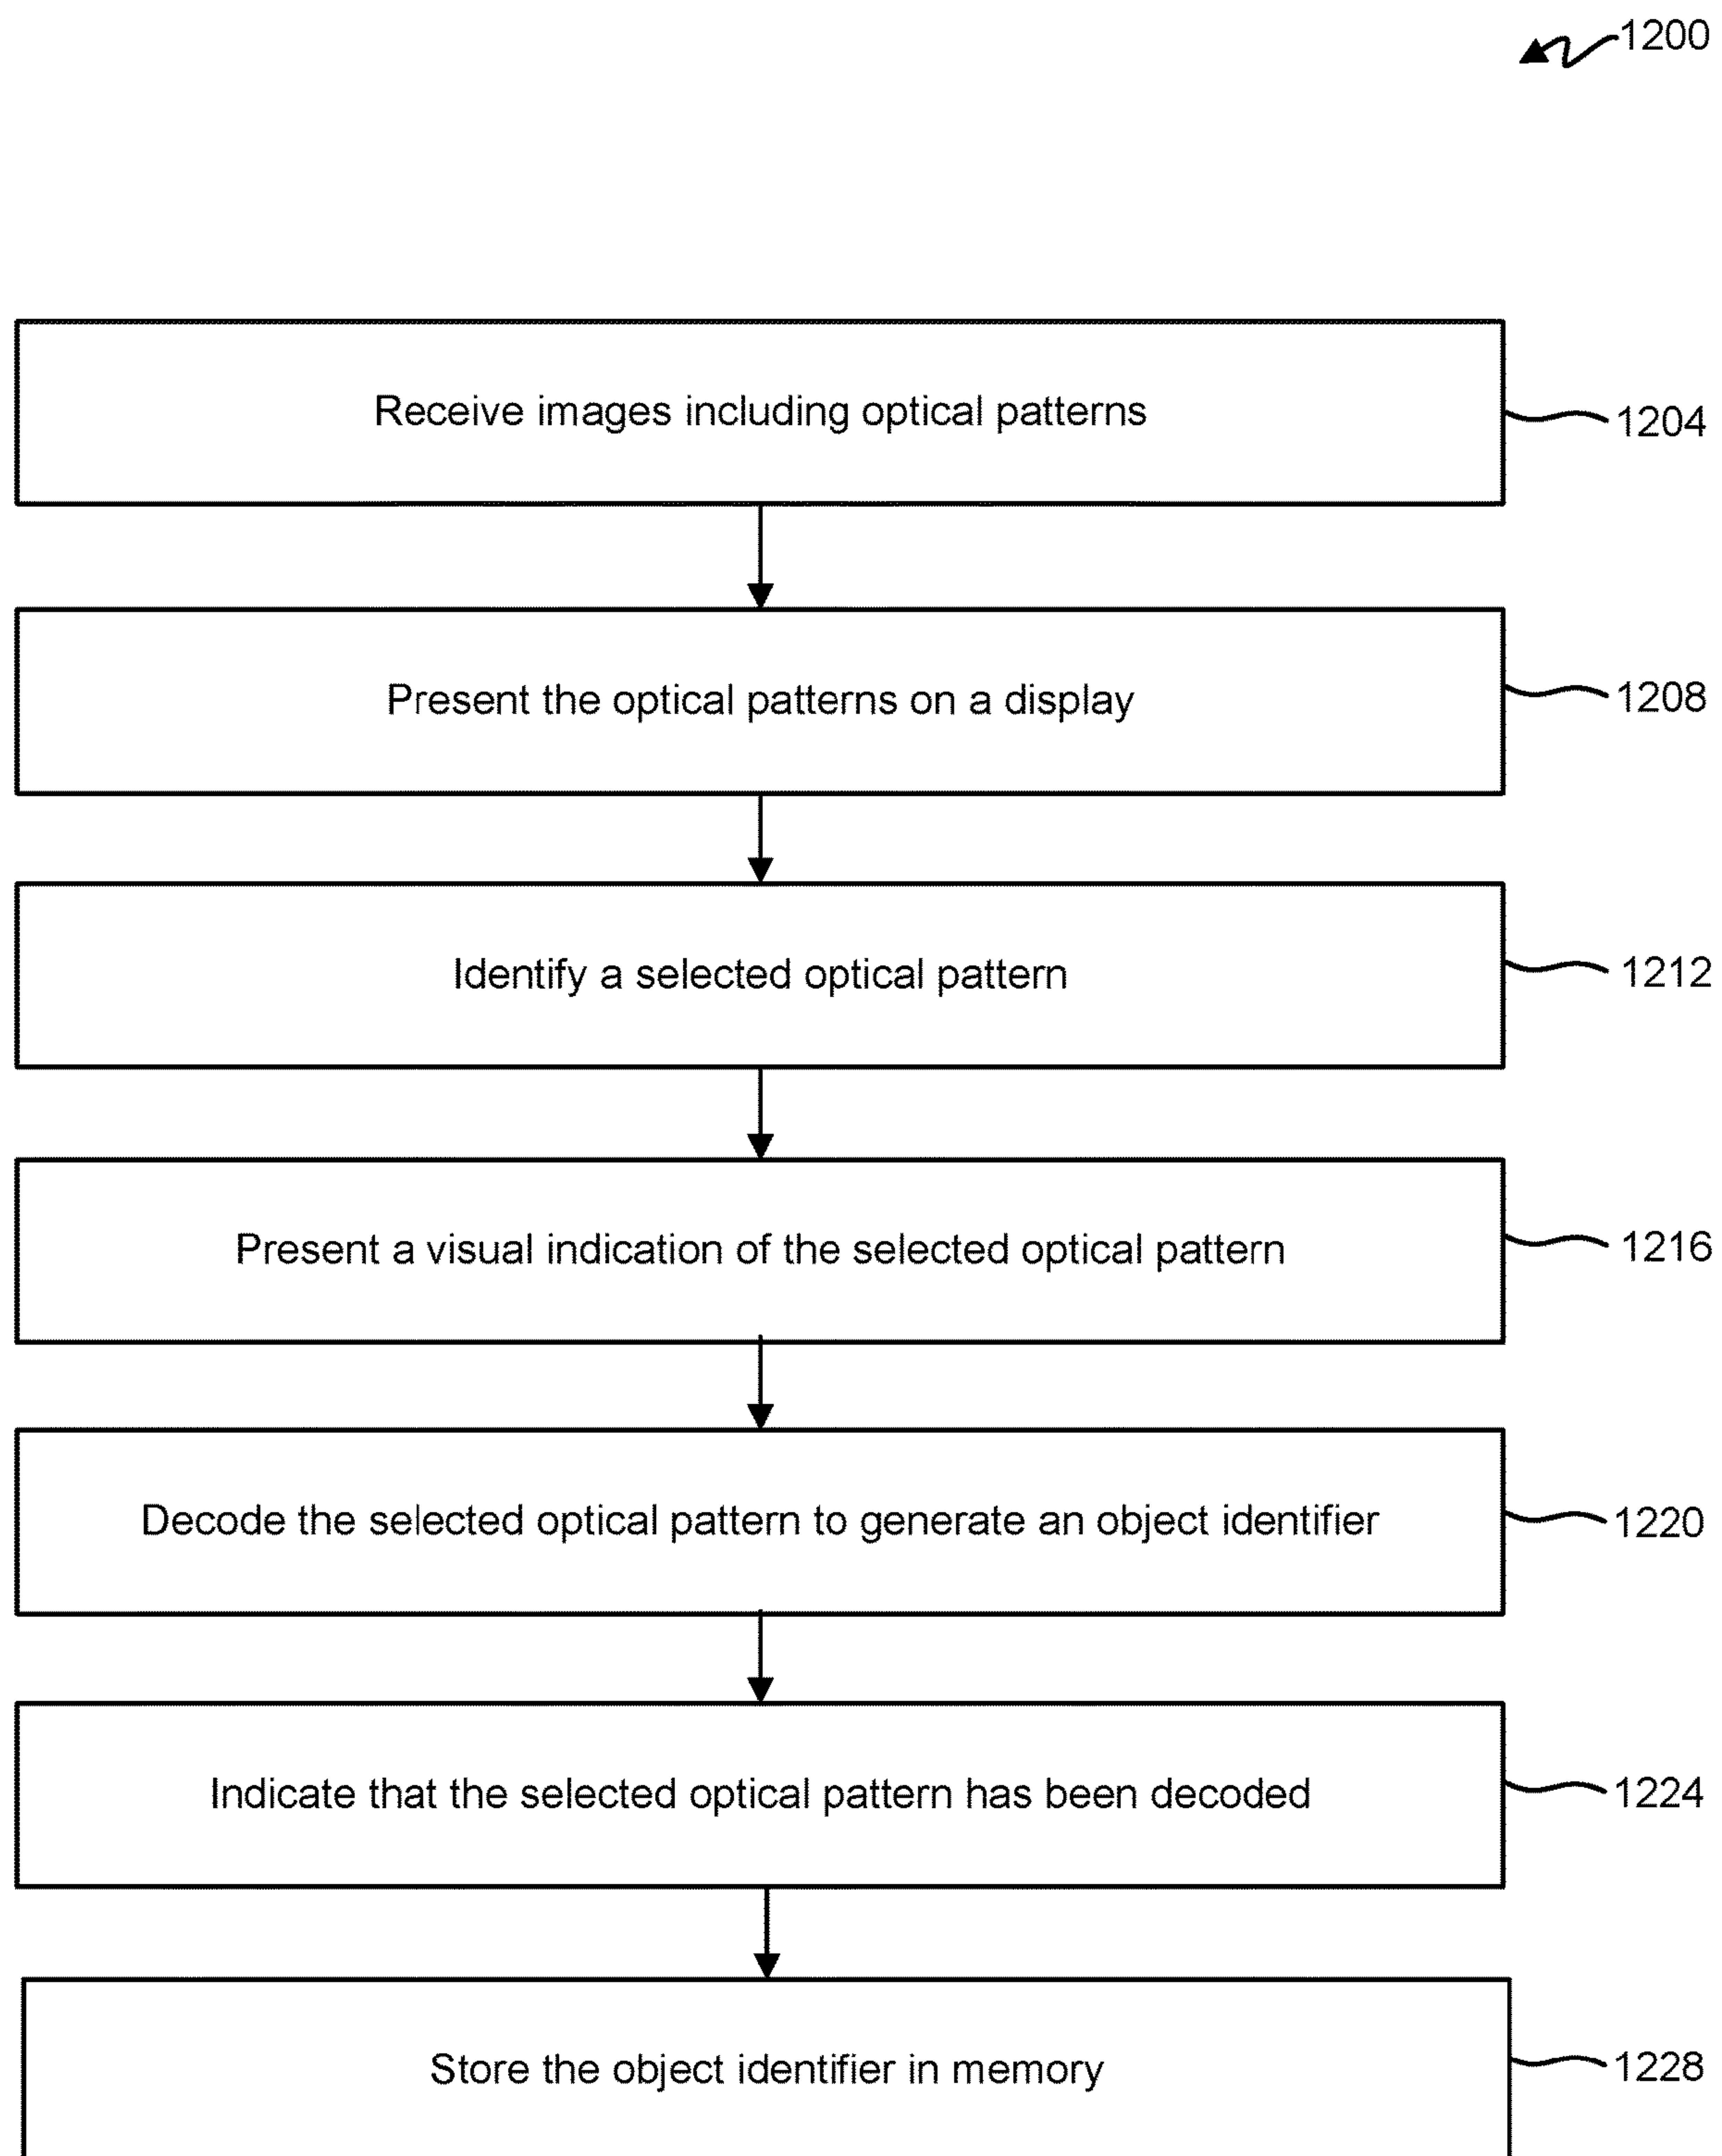 1200
Receive images including optical patterns
1204
Present the optical patterns on a display
1208
Identify a selected optical pattern
1212
Present a visual indication of the selected optical pattern
1216
Decode the selected optical pattern to generate an object identifier
1220
Indicate that the selected optical pattern has been decoded
1224
Store the object identifier in memory
1228